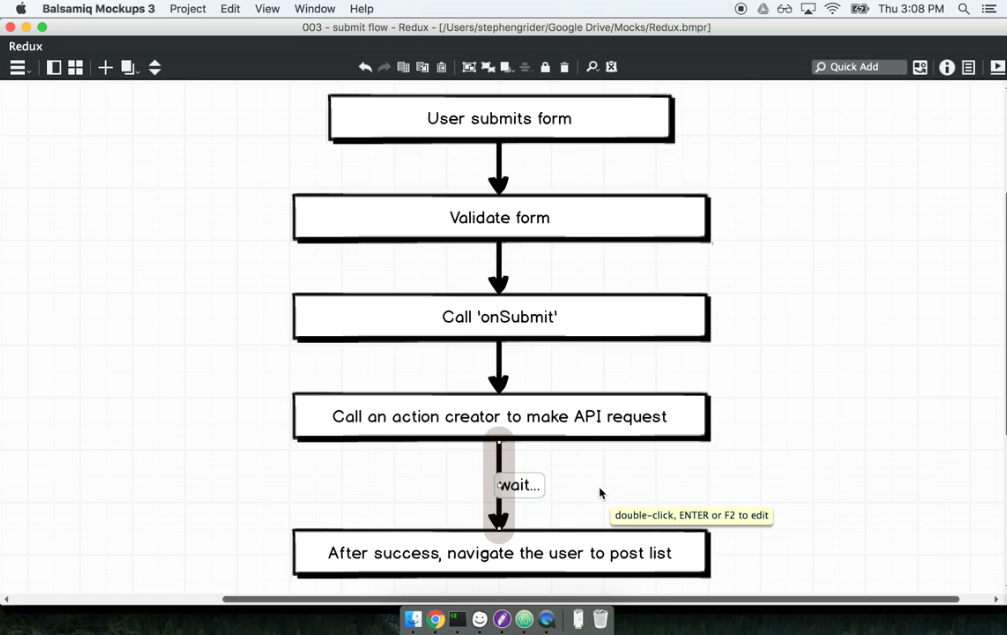 Balsamiq Mockups 3 Project Edit View Window Help Thu 3:08 PM
003 - submit flow - Redux - [/Users/stephengrider/Google Drive/Mocks/Redux.bmpr]
Redux
Quick Add
User submits form
Validate form
Call 'onSubmit'
Call an action creator to make API request
wait...
double-click, ENTER or F2 to edit
After success, navigate the user to post list